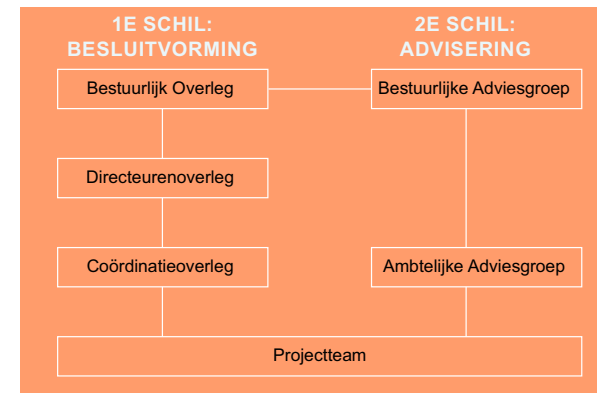 1E SCHIL:
BESLUITVORMING
2E SCHIL:
ADVISERING
Bestuurlijk Overleg
Bestuurlijke Adviesgroep
Directeurenoverleg
Coördinatieoverleg
Ambtelijke Adviesgroep
Projectteam